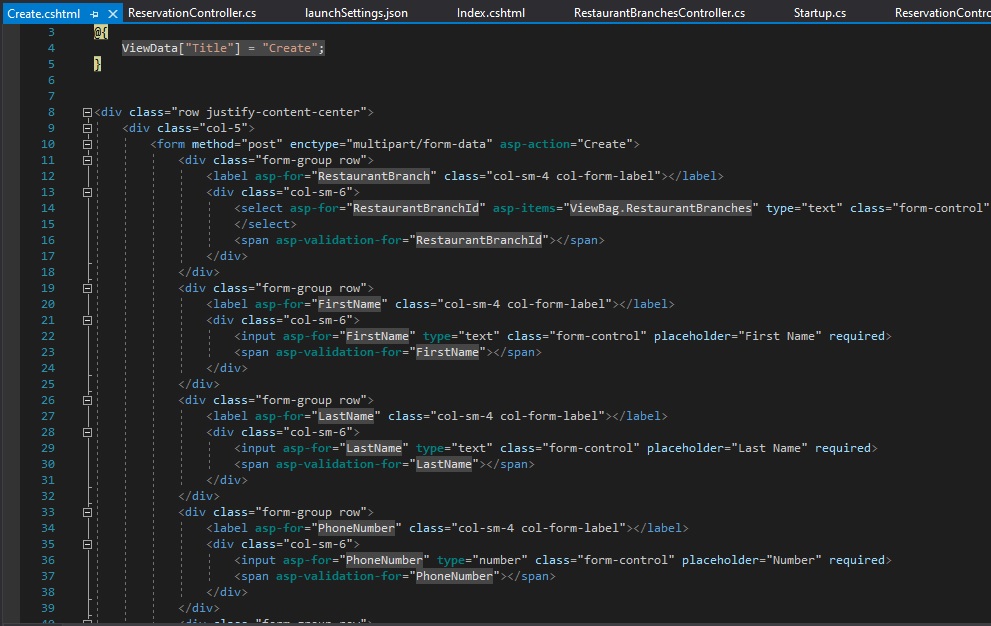 Create.cshtml ReservationController.cs launchSettings.json Index.cshtml RestaurantBranchesController.cs Startup.cs ReservationContro
3 @{
4 ViewData["Title"] = "Create";
5 }
6
7
8 <div class="row justify-content-center">
9 <div class="col-5">
10 <form method="post" enctype="multipart/form-data" asp-action="Create">
11 <div class="form-group row">
12 <label asp-for="RestaurantBranch" class="col-sm-4 col-form-label"></label>
13 <div class="col-sm-6">
14 <select asp-for="RestaurantBranchId" asp-items="ViewBag.RestaurantBranches" type="text" class="form-control"
15 </select>
16 <span asp-validation-for="RestaurantBranchId"></span>
17 </div>
18 </div>
19 <div class="form-group row">
20 <label asp-for="FirstName" class="col-sm-4 col-form-label"></label>
21 <div class="col-sm-6">
22 <input asp-for="FirstName" type="text" class="form-control" placeholder="First Name" required>
23 <span asp-validation-for="FirstName"></span>
24 </div>
25 </div>
26 <div class="form-group row">
27 <label asp-for="LastName" class="col-sm-4 col-form-label"></label>
28 <div class="col-sm-6">
29 <input asp-for="LastName" type="text" class="form-control" placeholder="Last Name" required>
30 <span asp-validation-for="LastName"></span>
31 </div>
32 </div>
33 <div class="form-group row">
34 <label asp-for="PhoneNumber" class="col-sm-4 col-form-label"></label>
35 <div class="col-sm-6">
36 <input asp-for="PhoneNumber" type="number" class="form-control" placeholder="Number" required>
37 <span asp-validation-for="PhoneNumber"></span>
38 </div>
39 </div>
40 <div class="form-group row">